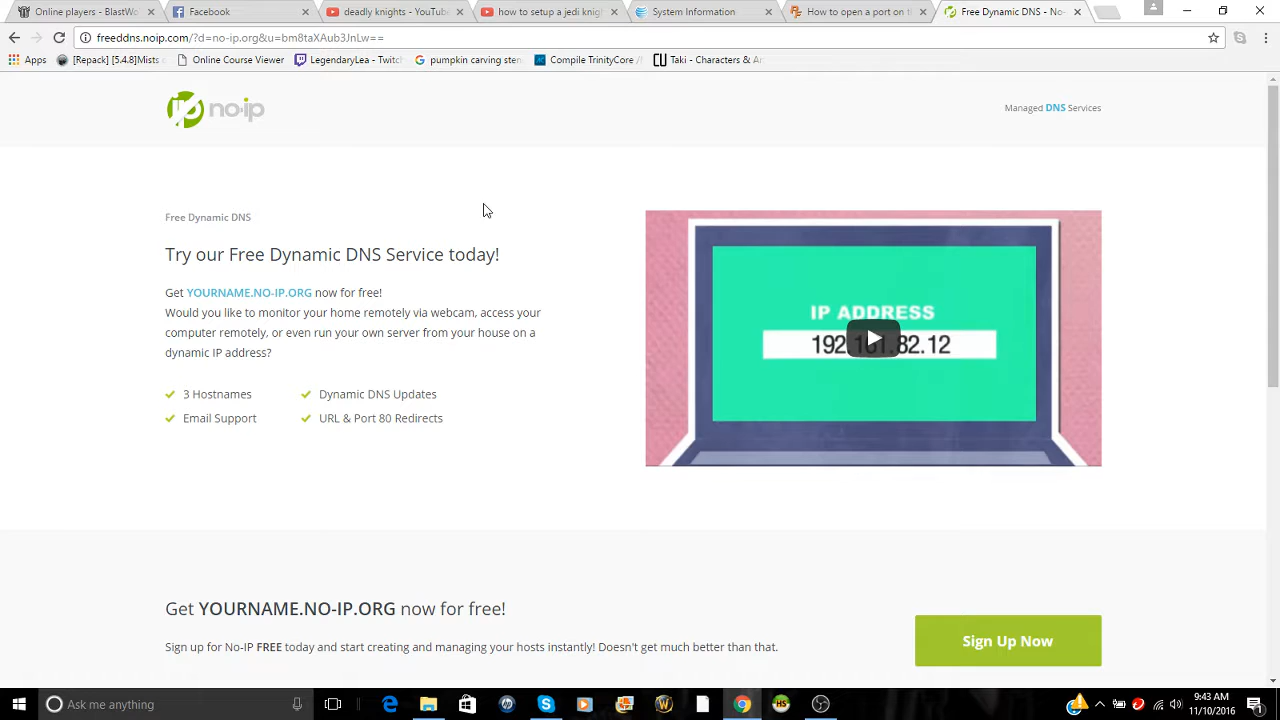 Online players - BlastWo
Facebook
deadly knights - YouTube
how to setup a jedi knigh
System Information
How to open a port on th
Free Dynamic DNS - No-
freeddns.noip.com/?d=no-ip.org&u=bm8taXAub3JnLw==
Apps
[Repack] [5.4.8]Mists
Online Course Viewer
LegendaryLea - Twitch
pumpkin carving sten
Compile TrinityCore /
Taki - Characters & Ar
no-ip
Managed DNS Services
Free Dynamic DNS
Try our Free Dynamic DNS Service today!
Get YOURNAME.NO-IP.ORG now for free!
Would you like to monitor your home remotely via webcam, access your
computer remotely, or even run your own server from your house on a
dynamic IP address?
3 Hostnames
Dynamic DNS Updates
Email Support
URL & Port 80 Redirects
IP ADDRESS
192.161.82.12
Get YOURNAME.NO-IP.ORG now for free!
Sign up for No-IP FREE today and start creating and managing your hosts instantly! Doesn't get much better than that.
Sign Up Now
Ask me anything
9:43 AM
11/10/2016